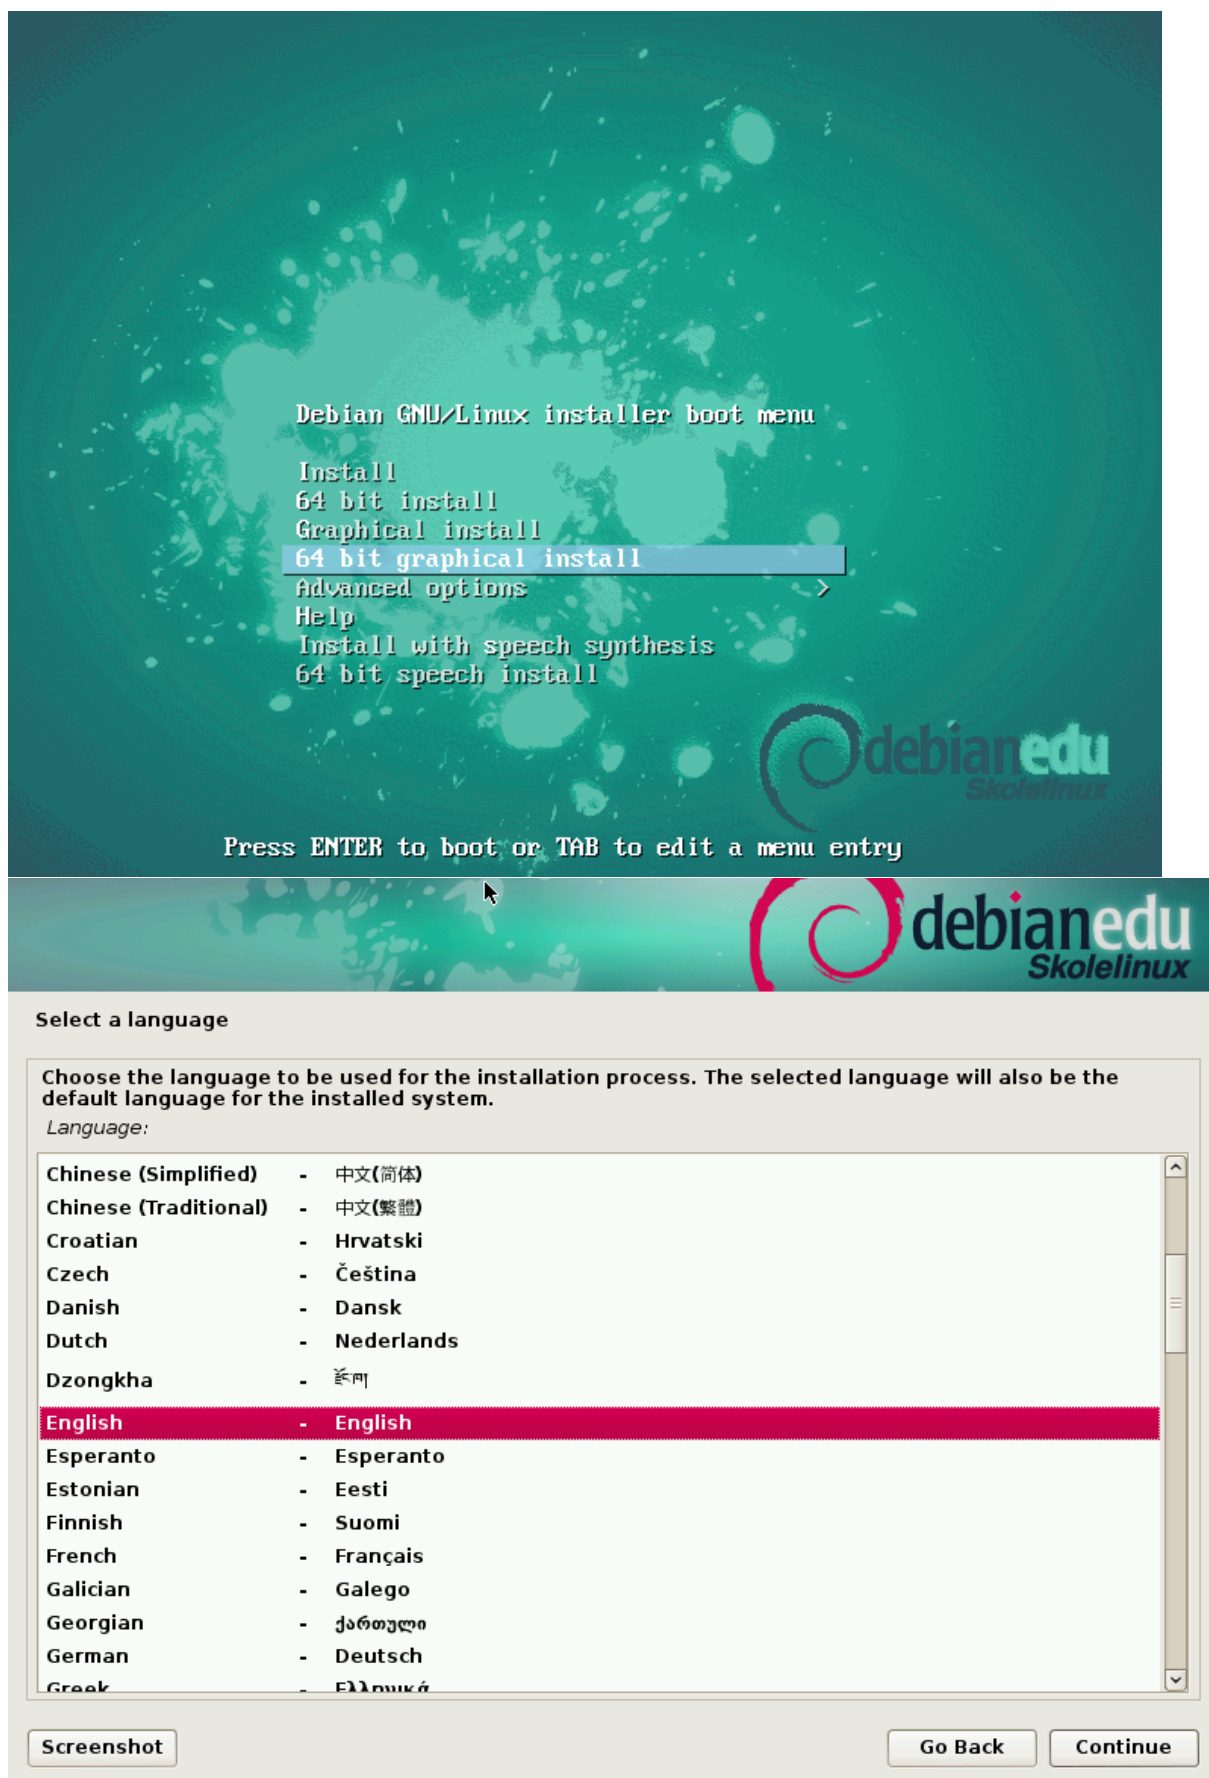 Debian GNU/Linux installer boot menu
Install
64 bit install
Graphical install
64 bit graphical install
Advanced options >
Help
Install with speech synthesis
64 bit speech install
debianedu
Skolelinux
Press ENTER to boot or TAB to edit a menu entry
debianedu
Skolelinux
Select a language
Choose the language to be used for the installation process. The selected language will also be the
default language for the installed system.
Language:
Chinese (Simplified) - 中文(简体)
Chinese (Traditional) - 中文(繁體)
Croatian - Hrvatski
Czech - Čeština
Danish - Dansk
Dutch - Nederlands
Dzongkha - རྫོང་ཁ།
English - English
Esperanto - Esperanto
Estonian - Eesti
Finnish - Suomi
French - Français
Galician - Galego
Georgian - ქართული
German - Deutsch
Greek - Ελληνικά
Screenshot Go Back Continue